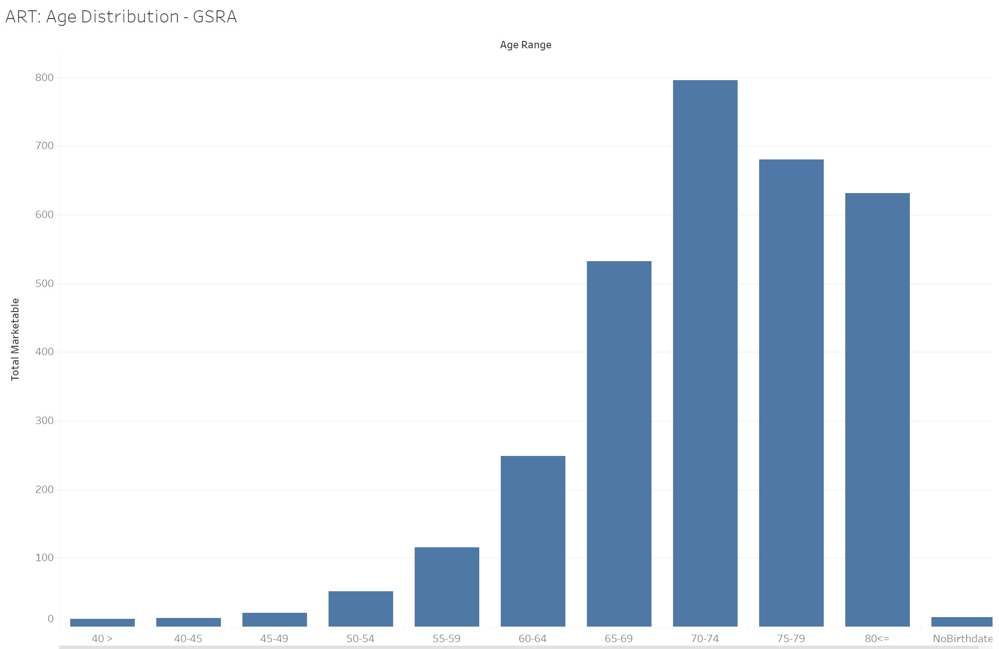 ART: Age Distribution - GSRA
Age Range
Total Marketable
800
700
600
500
400
300
200
100
0
40 > 40-45 45-49 50-54 55-59 60-64 65-69 70-74 75-79 80<= NoBirthdate